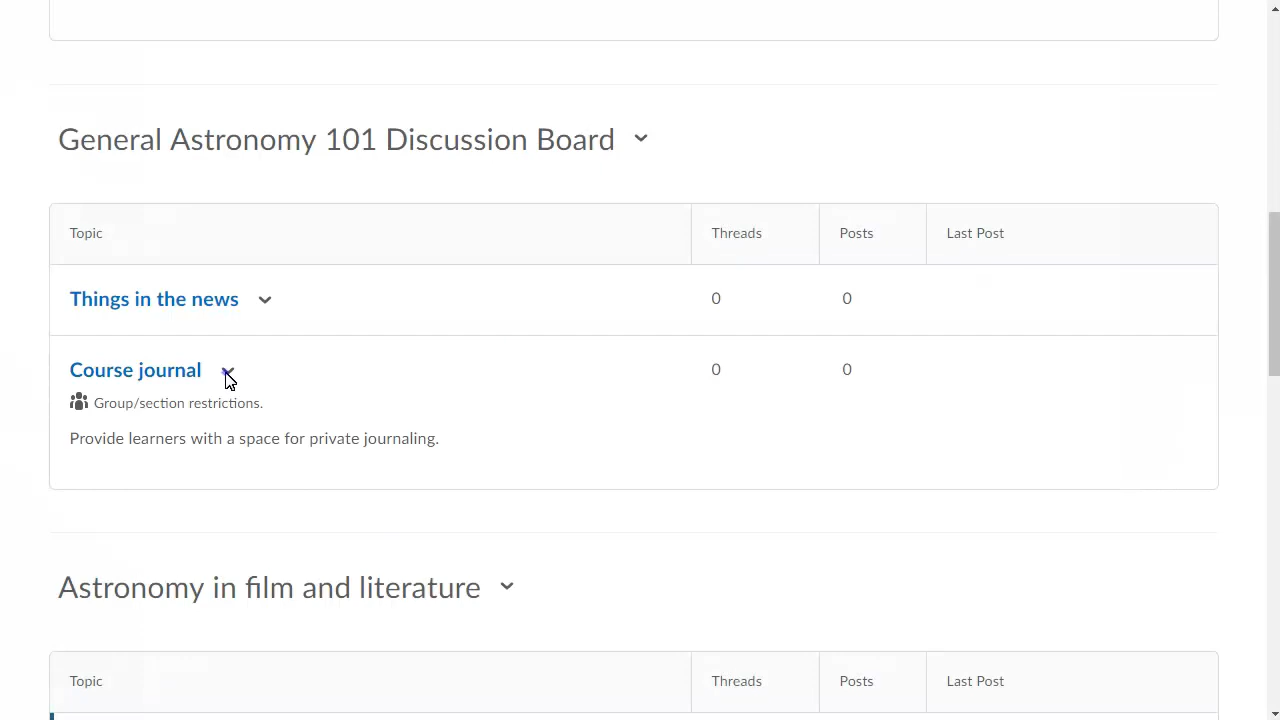 General Astronomy 101 Discussion Board
Topic Threads Posts Last Post
Things in the news 0 0
Course journal 0 0
Group/section restrictions.
Provide learners with a space for private journaling.
Astronomy in film and literature
Topic Threads Posts Last Post